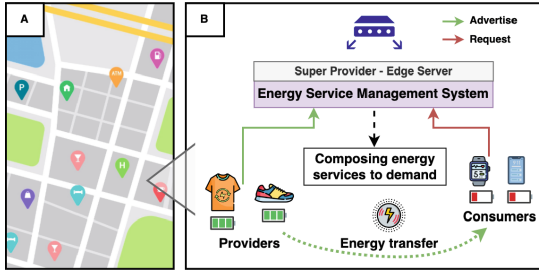 A
B
Advertise
Request
Super Provider - Edge Server
Energy Service Management System
Composing energy
services to demand
Providers
Energy transfer
Consumers
ATM
P
H